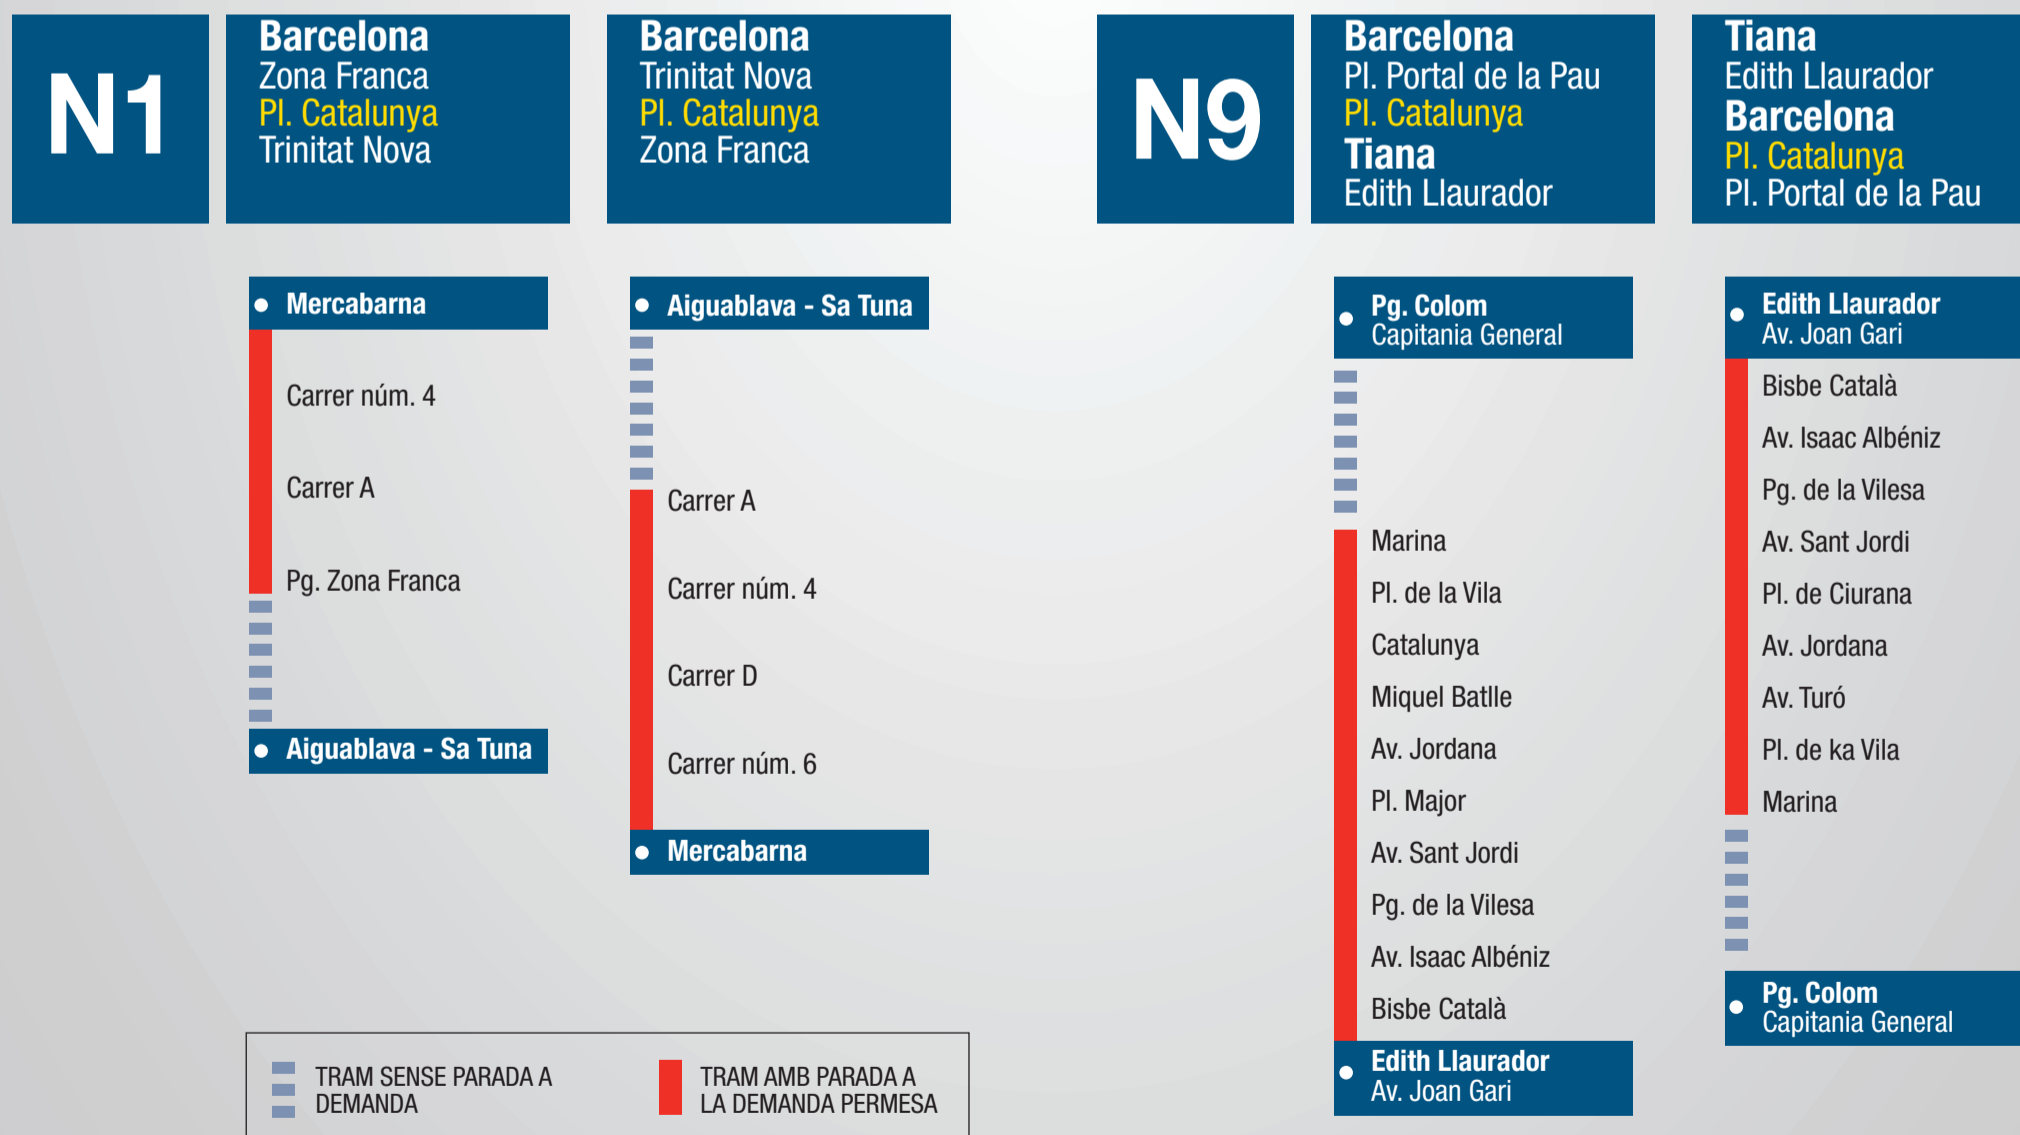 N1
Barcelona
Zona Franca
Pl. Catalunya
Trinitat Nova
Barcelona
Trinitat Nova
Pl. Catalunya
Zona Franca
Mercabarna
Carrer núm. 4
Carrer A
Pg. Zona Franca
Aiguablava - Sa Tuna
Aiguablava - Sa Tuna
Carrer A
Carrer núm. 4
Carrer D
Carrer núm. 6
Mercabarna
TRAM SENSE PARADA A
DEMANDA
TRAM AMB PARADA A
LA DEMANDA PERMESA
N9
Barcelona
Pl. Portal de la Pau
Pl. Catalunya
Tiana
Edith Llaurador
Tiana
Edith Llaurador
Barcelona
Pl. Catalunya
Pl. Portal de la Pau
Pg. Colom
Capitania General
Marina
Pl. de la Vila
Catalunya
Miquel Batlle
Av. Jordana
Pl. Major
Av. Sant Jordi
Pg. de la Vilesa
Av. Isaac Albéniz
Bisbe Català
Edith Llaurador
Av. Joan Gari
Edith Llaurador
Av. Joan Gari
Bisbe Català
Av. Isaac Albéniz
Pg. de la Vilesa
Av. Sant Jordi
Pl. de Ciurana
Av. Jordana
Av. Turó
Pl. de ka Vila
Marina
Pg. Colom
Capitania General